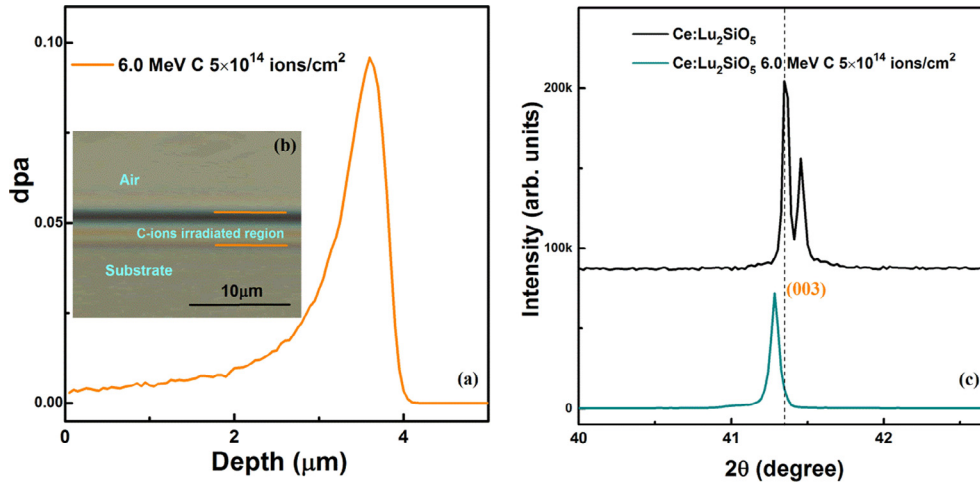 (a)
6.0 MeV C 5×10¹⁴ ions/cm²
dpa
0.10
0.05
0.00
0
2
4
Depth (μm)
(b)
Air
C-ions irradiated region
Substrate
10μm
(c)
Ce:Lu₂SiO₅
Ce:Lu₂SiO₅ 6.0 MeV C 5×10¹⁴ ions/cm²
Intensity (arb. units)
200k
100k
0
(003)
40
41
42
2θ (degree)